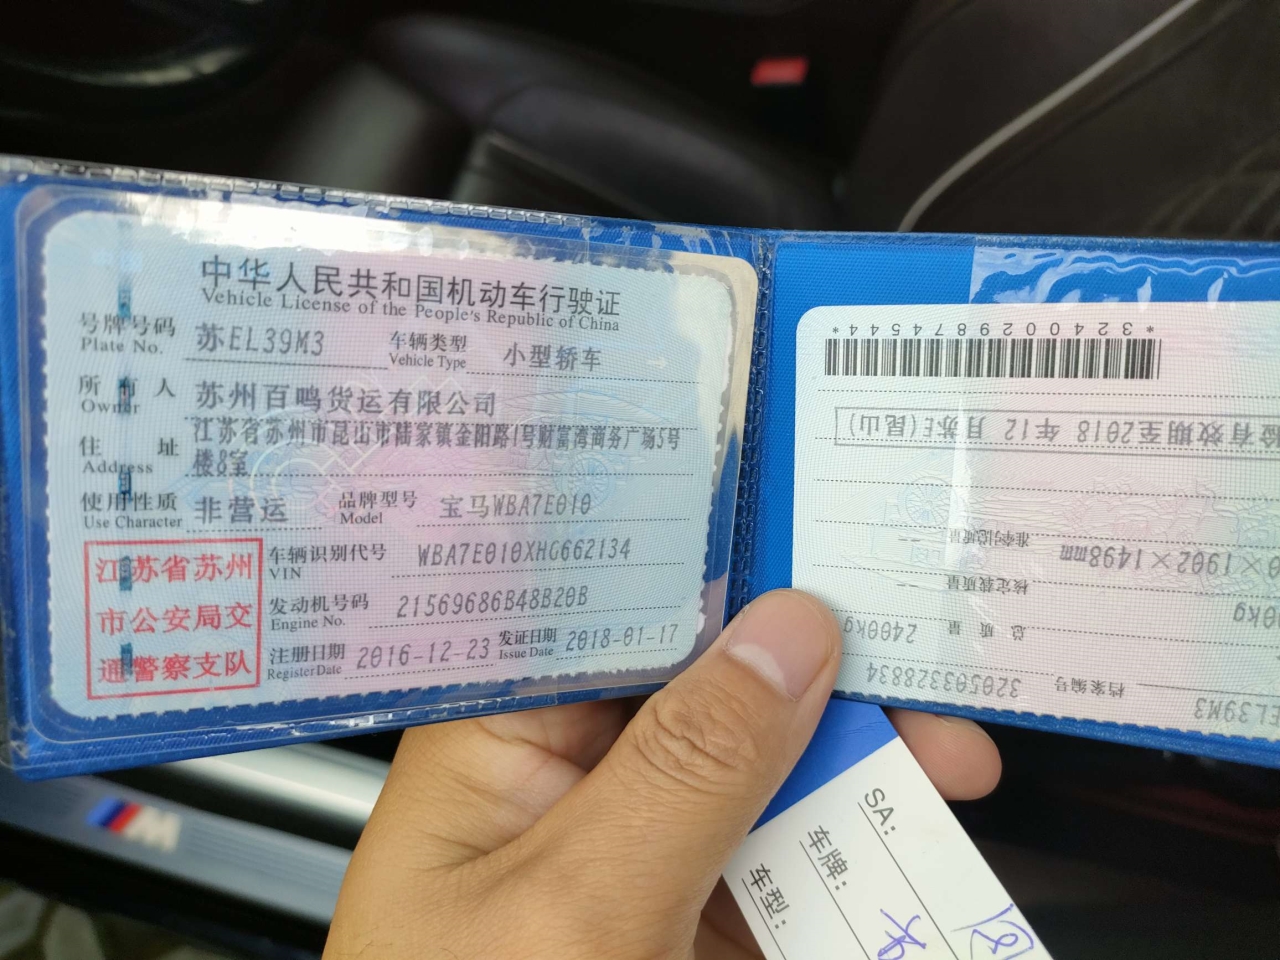 中华人民共和国机动车行驶证
Vehicle License of the People's Republic of China
号牌号码 苏EL39M3 车辆类型 小型轿车
Plate No. Vehicle Type
所有人 苏州百鸣货运有限公司
Owner
住址 江苏省苏州市昆山市陆家镇金阳路1号财富湾商务广场5号
Address 楼8室
使用性质 非营运 品牌型号 宝马WBA7E010
Use Character Model
江苏省苏州
市公安局交
通警察支队
车辆识别代号 WBA7E010XHG662134
VIN
发动机号码 21569686B48B20B
Engine No.
注册日期 2016-12-23 发证日期 2018-01-17
Register Date Issue Date
EL39M3
档案编号 320503328834
总质量 2400kg
0kg
核定载质量 --
0×1902×1498mm
准牵引总质量 --
验有效期至2018年12月苏E(昆山)
*3240029874544*
SA:
车牌:
车型:
M